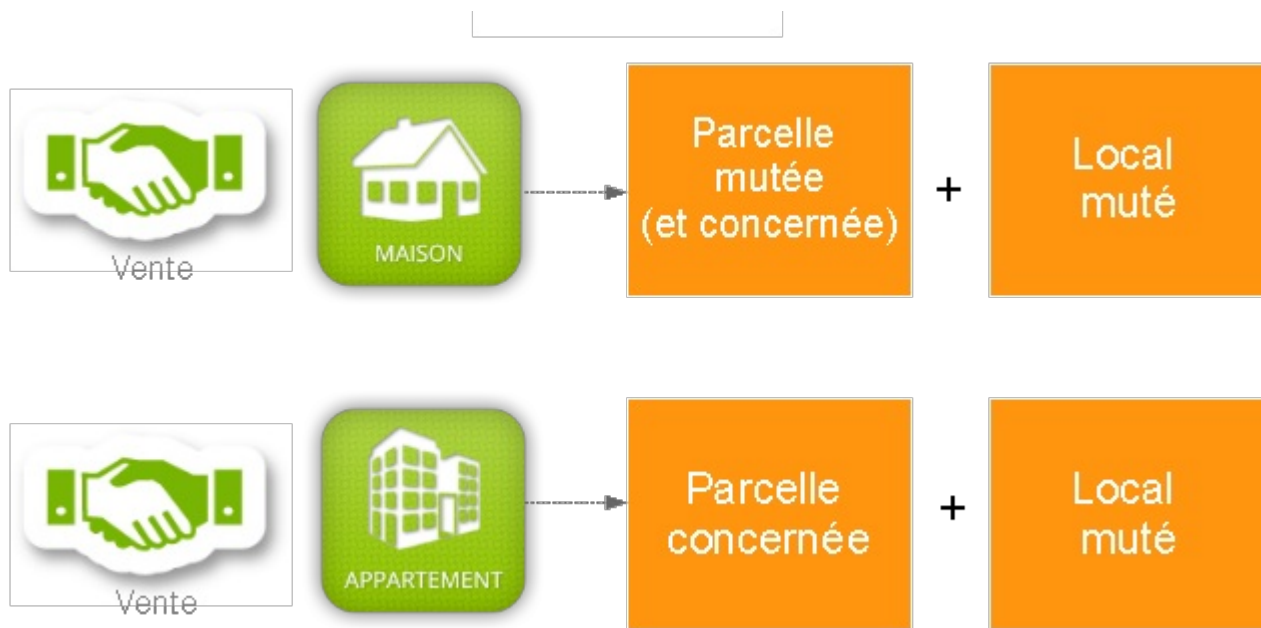 Vente
MAISON
Parcelle
mutée
(et concernée)
+
Local
muté
Vente
APPARTEMENT
Parcelle
concernée
+
Local
muté